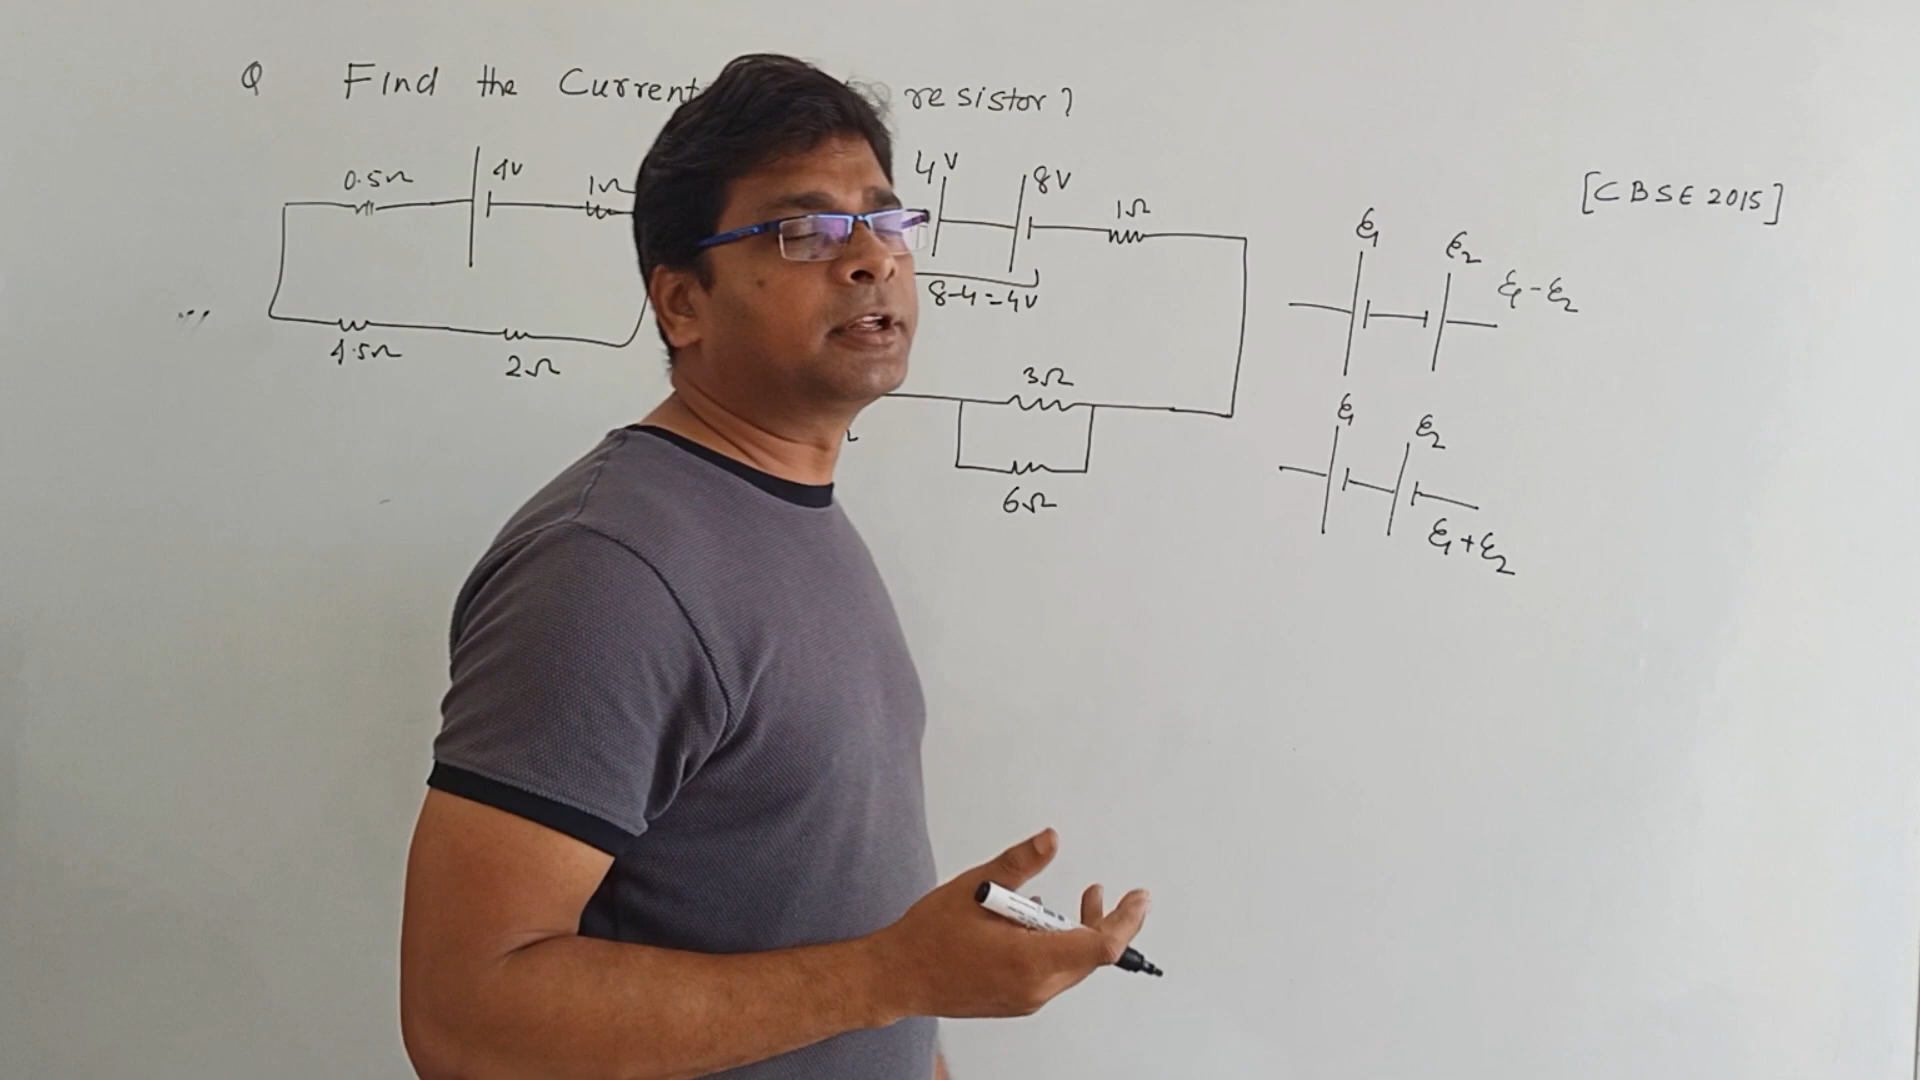 Q Find the Current resistor?
[CBSE 2015]
0.5Ω 4V 1Ω
4V 8V 1Ω
8-4=4V
4.5Ω 2Ω
3Ω
6Ω
ε₁ ε₂ ε₁-ε₂
ε₁ ε₂
ε₁+ε₂